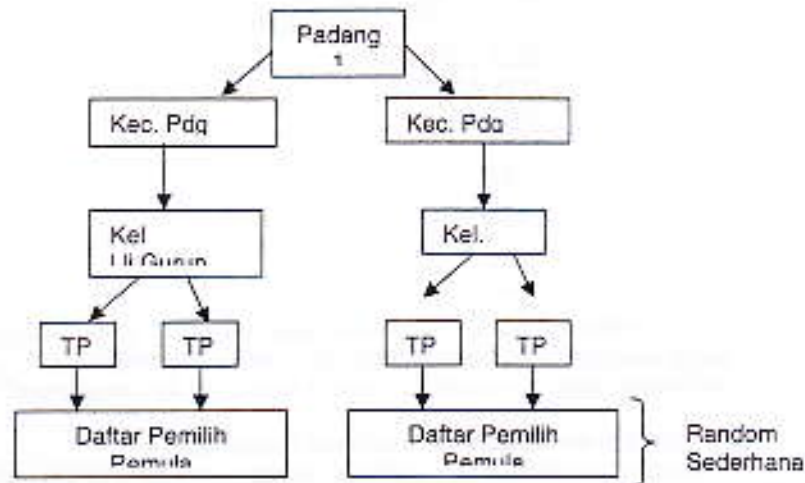 Padang
1
Kec. Pdg
Kec. Pdg
Kel
Kel.
TP
TP
TP
TP
Daftar Pemilih
Pemula
Daftar Pemilih
Pemula
Random
Sederhana